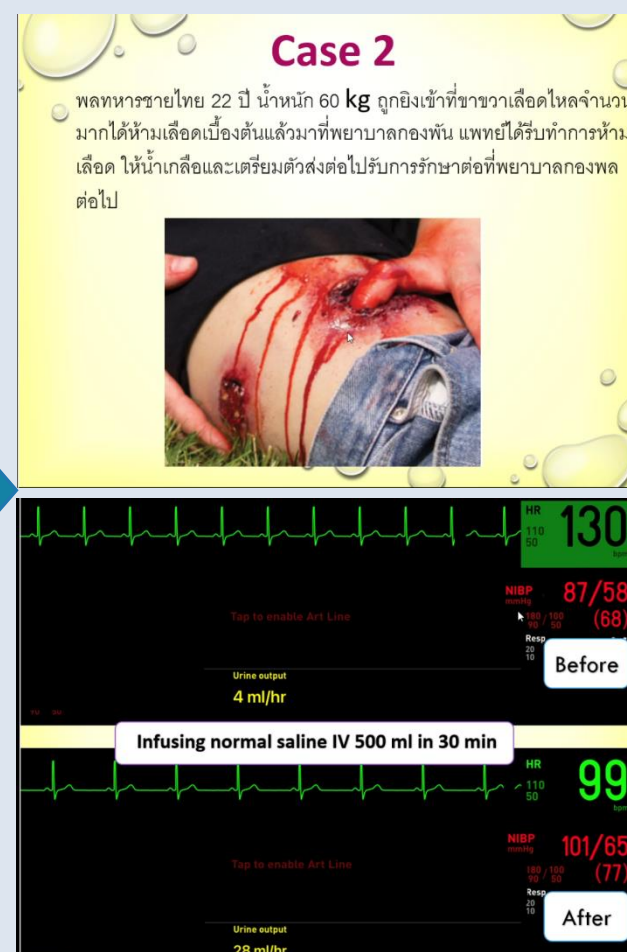 Case 2
พลทหารชายไทย 22 ปี น้ำหนัก 60 kg ถูกยิงเข้าที่ขาขวาเลือดไหลจำนวน
มากได้ห้ามเลือดเบื้องต้นแล้วมาที่พยาบาลกองพัน แพทย์ได้รีบทำการห้าม
เลือด ให้น้ำเกลือและเตรียมตัวส่งต่อไปรับการรักษาต่อที่พยาบาลกองพล
ต่อไป
HR
110
50
130
bpm
NIBP
mmHg
87/58
180/100
90/50
(68)
Tap to enable Art Line
Resp
20
10
Before
Urine output
4 ml/hr
Infusing normal saline IV 500 ml in 30 min
HR
110
50
99
bpm
NIBP
mmHg
101/65
180/100
90/50
(77)
Tap to enable Art Line
Resp
20
10
After
Urine output
28 ml/hr